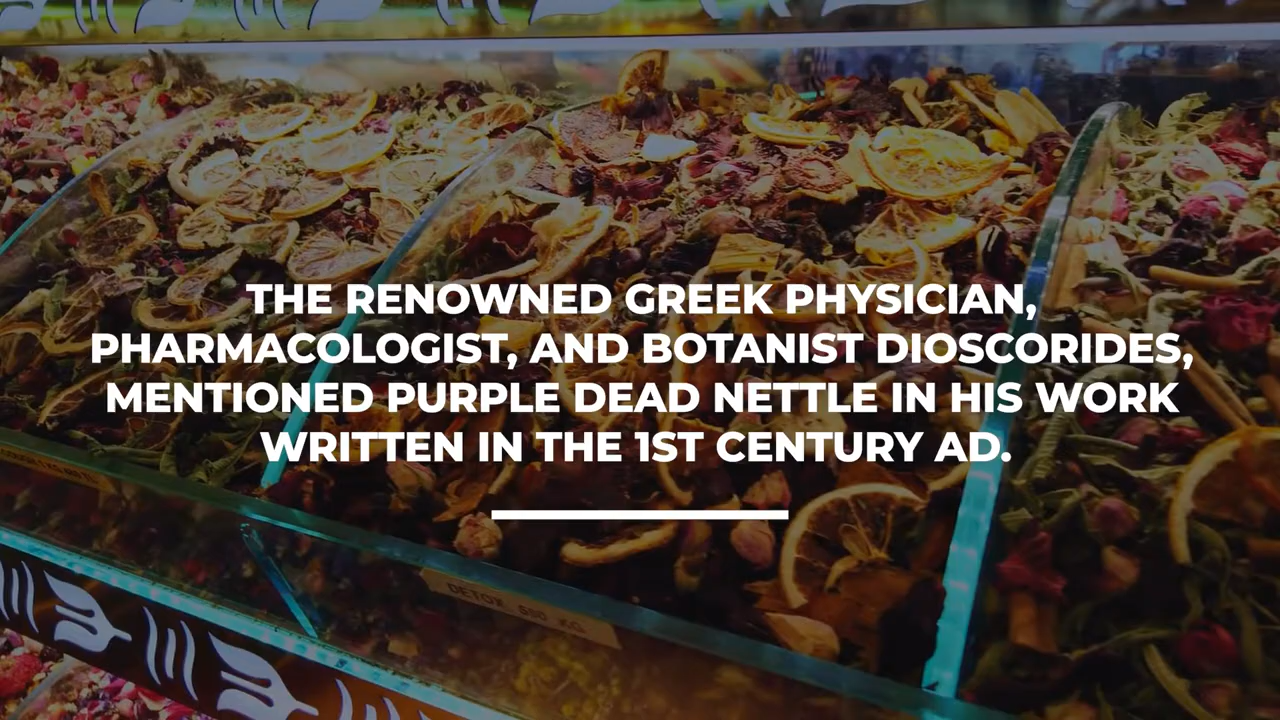 THE RENOWNED GREEK PHYSICIAN,
PHARMACOLOGIST, AND BOTANIST DIOSCORIDES,
MENTIONED PURPLE DEAD NETTLE IN HIS WORK
WRITTEN IN THE 1ST CENTURY AD.
DETOX